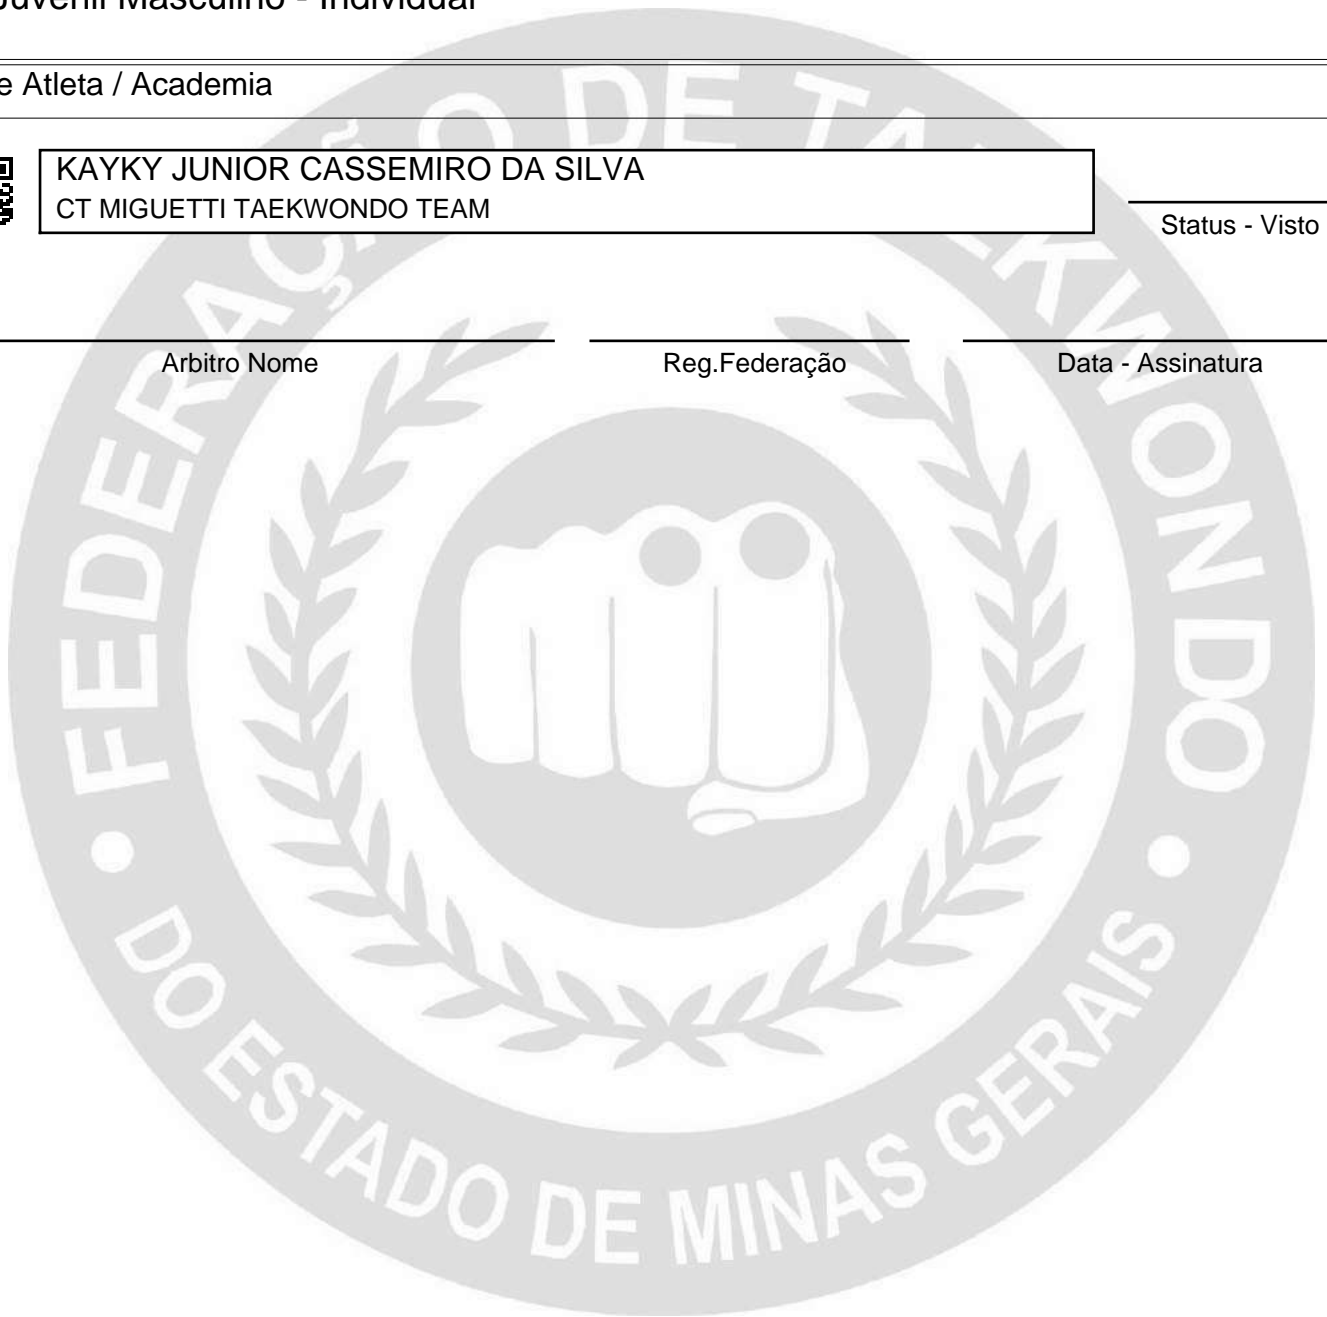 Juvenil Masculino - Individual
e Atleta / Academia
KAYKY JUNIOR CASSEMIRO DA SILVA
CT MIGUETTI TAEKWONDO TEAM
Status - Visto
Arbitro Nome
Reg.Federação
Data - Assinatura
FEDERAÇÃO DE TAEKWONDO
DO ESTADO DE MINAS GERAIS